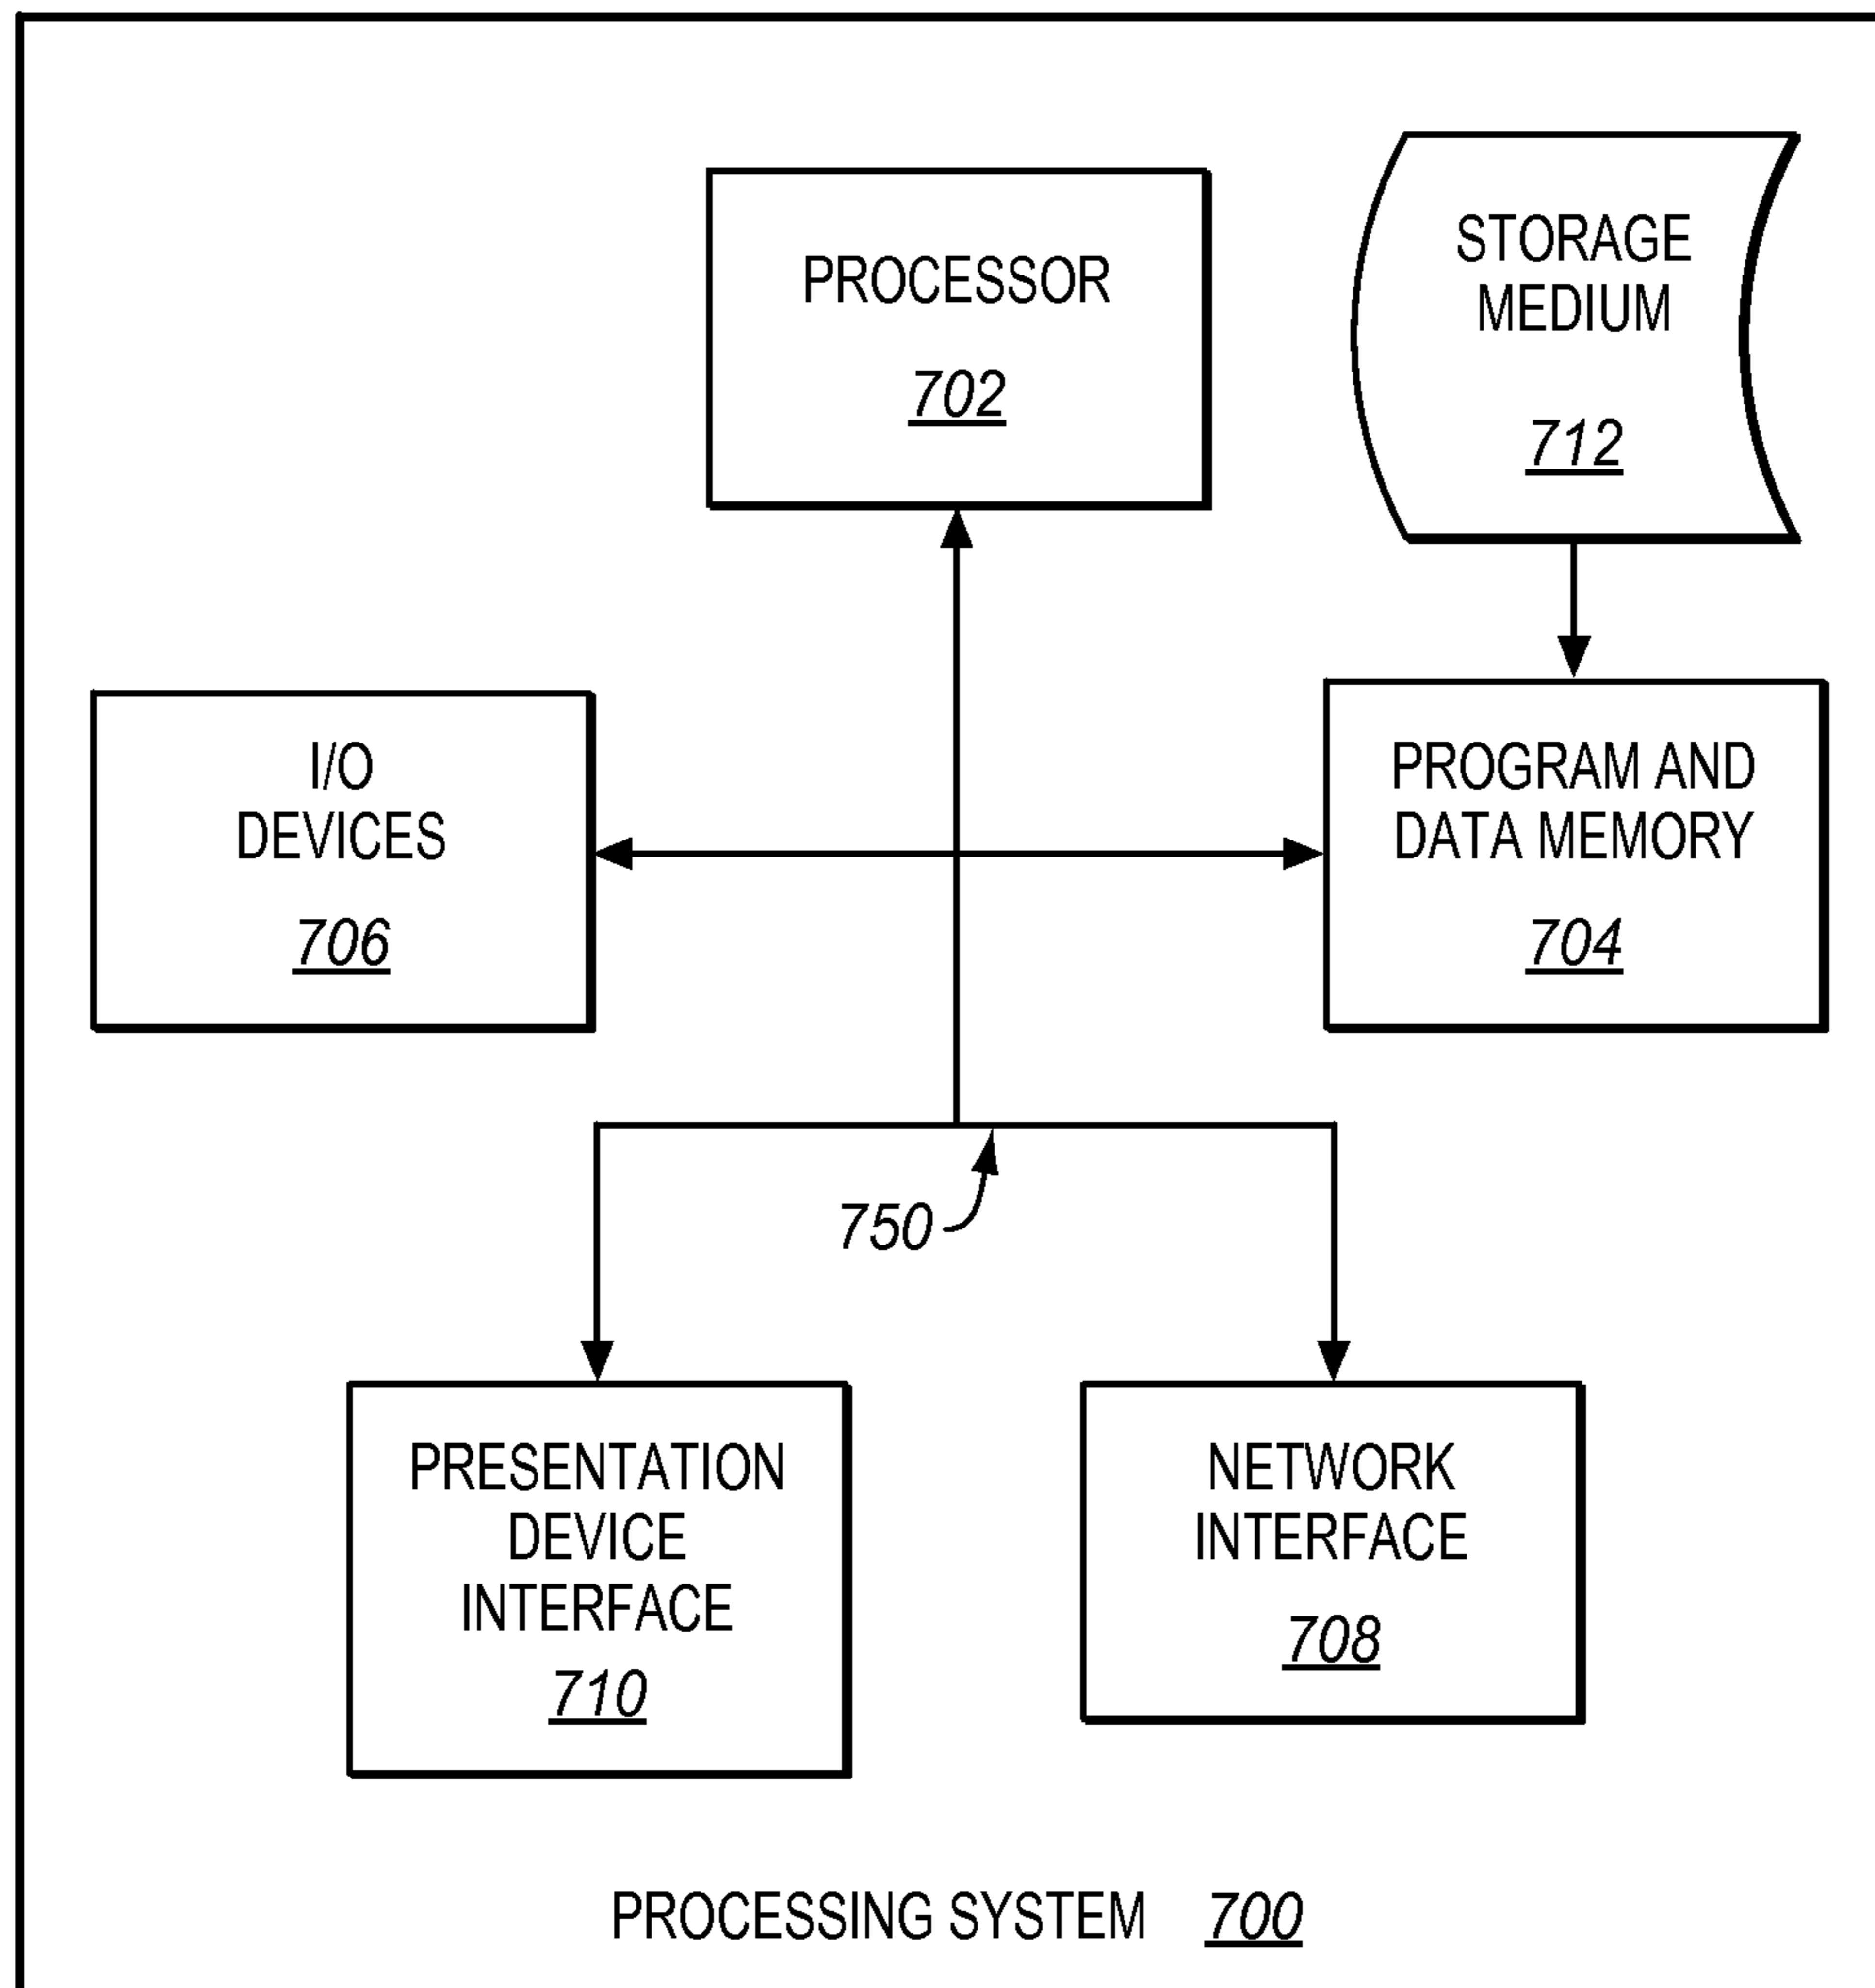 PROCESSOR
702
STORAGE
MEDIUM
712
I/O
DEVICES
706
PROGRAM AND
DATA MEMORY
704
750
PRESENTATION
DEVICE
INTERFACE
710
NETWORK
INTERFACE
708
PROCESSING SYSTEM 700